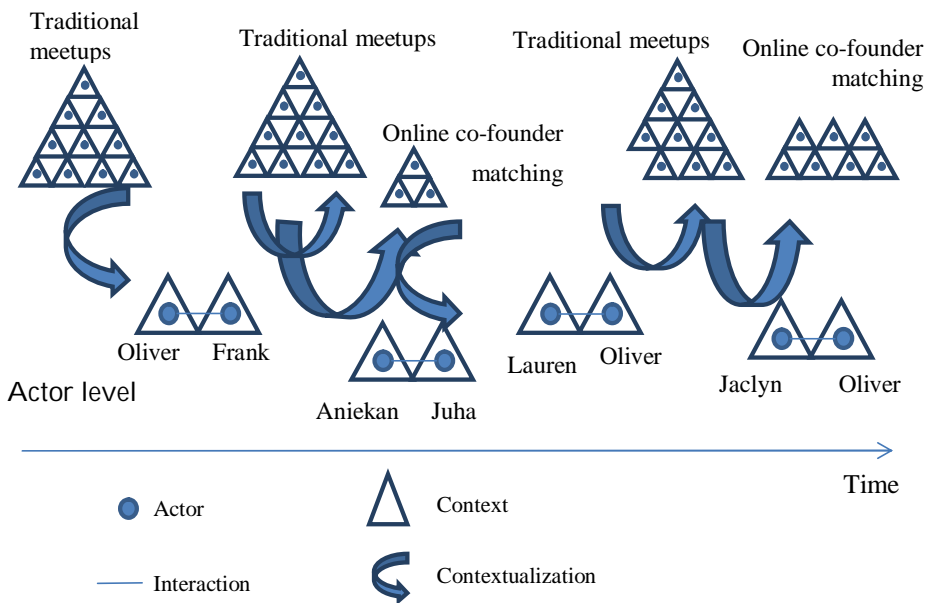 Traditional
meetups
Traditional meetups
Online co-founder
matching
Traditional meetups
Online co-founder
matching
Oliver
Frank
Aniekan
Juha
Lauren
Oliver
Jaclyn
Oliver
Actor level
Time
Actor
Context
Interaction
Contextualization